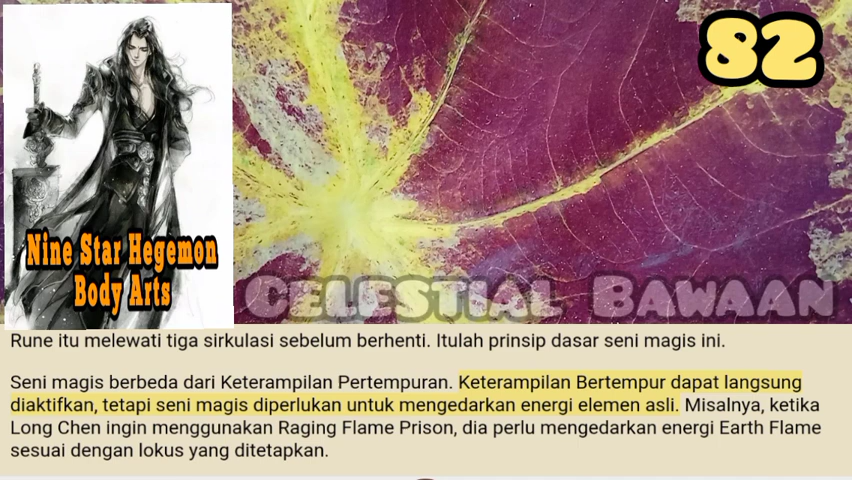 82
Nine Star Hegemon
Body Arts
Celestial Bawaan
Rune itu melewati tiga sirkulasi sebelum berhenti. Itulah prinsip dasar seni magis ini.
Seni magis berbeda dari Keterampilan Pertempuran. Keterampilan Bertempur dapat langsung
diaktifkan, tetapi seni magis diperlukan untuk mengedarkan energi elemen asli. Misalnya, ketika
Long Chen ingin menggunakan Raging Flame Prison, dia perlu mengedarkan energi Earth Flame
sesuai dengan lokus yang ditetapkan.